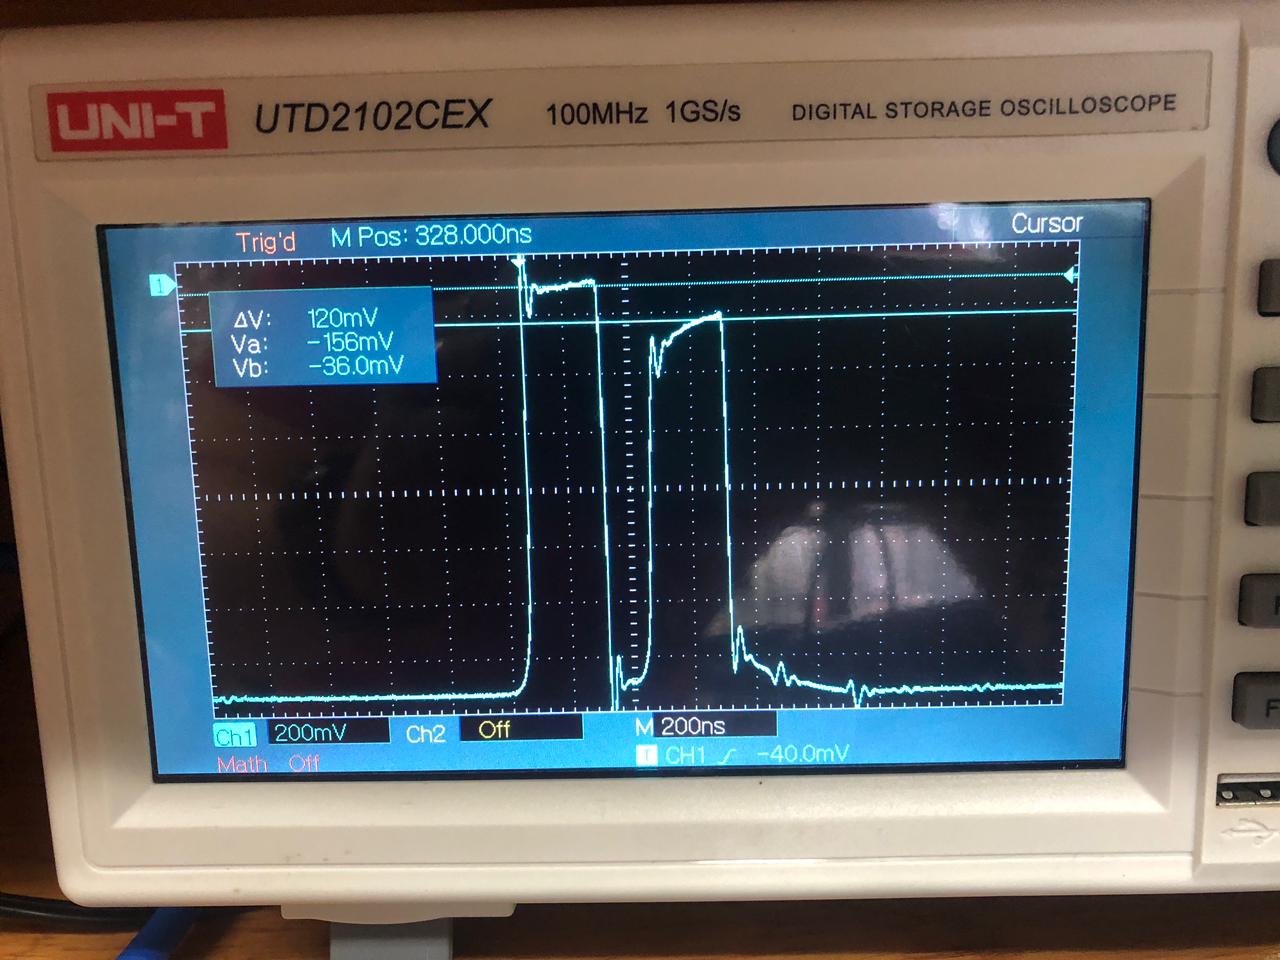 UNI-T UTD2102CEX 100MHz 1GS/s DIGITAL STORAGE OSCILLOSCOPE
Trig'd M Pos: 328.000ns Cursor
1
ΔV: 120mV
Va: -156mV
Vb: -36.0mV
Ch1 200mV Ch2 Off M 200ns
Math Off T CH1 -40.0mV
F